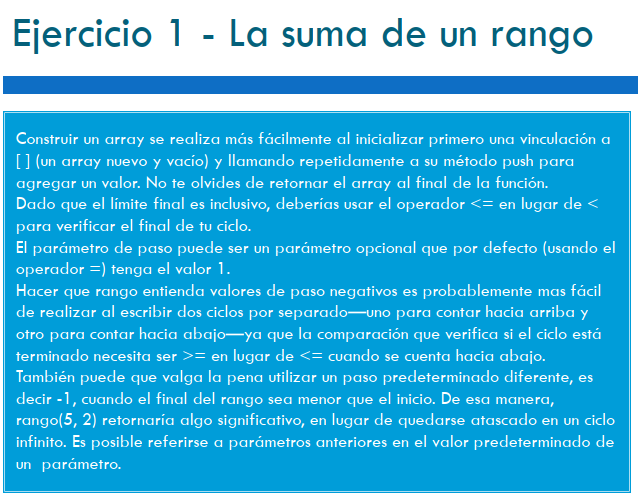 Ejercicio 1 - La suma de un rango
Construir un array se realiza más fácilmente al inicializar primero una vinculación a
[ ] (un array nuevo y vacío) y llamando repetidamente a su método push para
agregar un valor. No te olvides de retornar el array al final de la función.
Dado que el límite final es inclusivo, deberías usar el operador <= en lugar de <
para verificar el final de tu ciclo.
El parámetro de paso puede ser un parámetro opcional que por defecto (usando el
operador =) tenga el valor 1.
Hacer que rango entienda valores de paso negativos es probablemente mas fácil
de realizar al escribir dos ciclos por separado—uno para contar hacia arriba y
otro para contar hacia abajo—ya que la comparación que verifica si el ciclo está
terminado necesita ser >= en lugar de <= cuando se cuenta hacia abajo.
También puede que valga la pena utilizar un paso predeterminado diferente, es
decir -1, cuando el final del rango sea menor que el inicio. De esa manera,
rango(5, 2) retornaría algo significativo, en lugar de quedarse atascado en un ciclo
infinito. Es posible referirse a parámetros anteriores en el valor predeterminado de
un  parámetro.